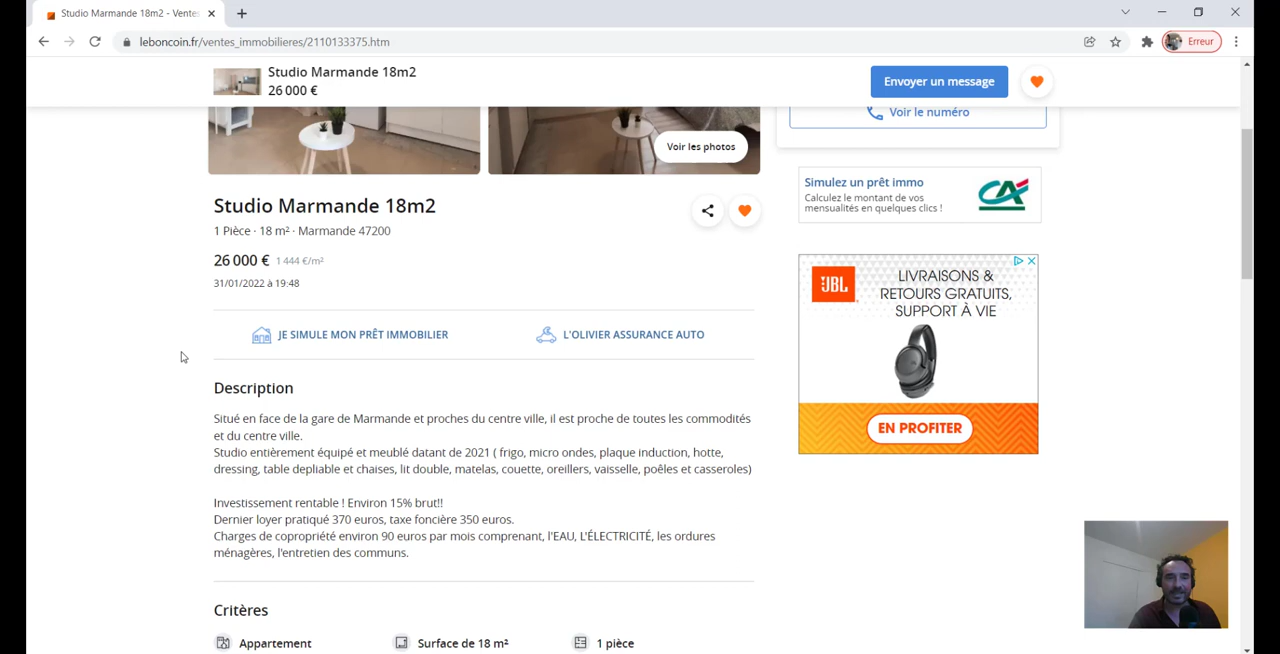 Studio Marmande 18m2 - Ventes
leboncoin.fr/ventes_immobilieres/2110133375.htm
Erreur
Studio Marmande 18m2
26 000 €
Envoyer un message
Voir le numéro
Voir les photos
Simulez un prêt immo
Calculez le montant de vos
mensualités en quelques clics !
CA
Studio Marmande 18m2
1 Pièce · 18 m² · Marmande 47200
26 000 € 1 444 €/m²
31/01/2022 à 19:48
JE SIMULE MON PRÊT IMMOBILIER
L'OLIVIER ASSURANCE AUTO
JBL
LIVRAISONS &
RETOURS GRATUITS,
SUPPORT À VIE
EN PROFITER
Description
Situé en face de la gare de Marmande et proches du centre ville, il est proche de toutes les commodités
et du centre ville.
Studio entièrement équipé et meublé datant de 2021 ( frigo, micro ondes, plaque induction, hotte,
dressing, table depliable et chaises, lit double, matelas, couette, oreillers, vaisselle, poêles et casseroles)
Investissement rentable ! Environ 15% brut!!
Dernier loyer pratiqué 370 euros, taxe foncière 350 euros.
Charges de copropriété environ 90 euros par mois comprenant, l'EAU, L'ÉLECTRICITÉ, les ordures
ménagères, l'entretien des communs.
Critères
Appartement
Surface de 18 m²
1 pièce